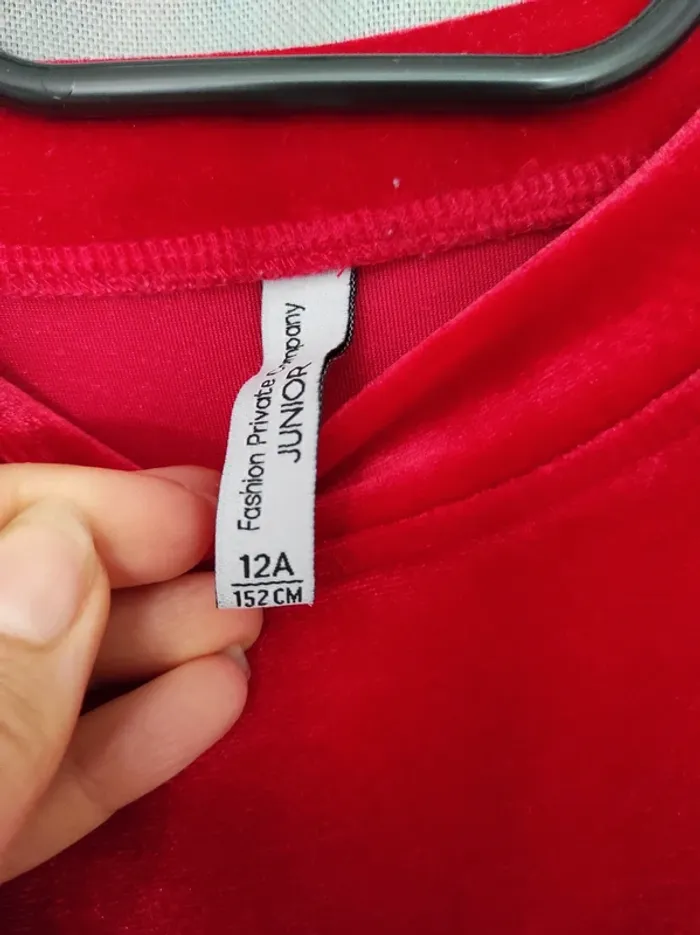 Fashion Private Company
JUNIOR
12A
152 CM